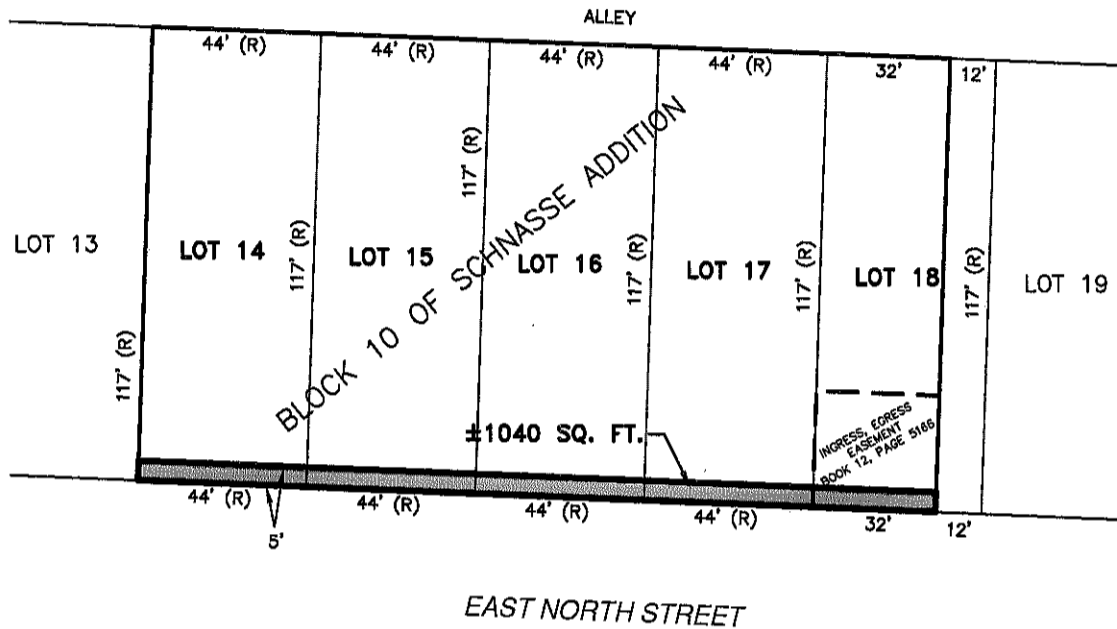 ALLEY
44' (R)
44' (R)
44' (R)
44' (R)
32'
12'
117' (R)
LOT 13
LOT 14
117' (R)
LOT 15
LOT 16
117' (R)
LOT 17
117' (R)
LOT 18
117' (R)
LOT 19
117' (R)
BLOCK 10 OF SCHNASSE ADDITION
±1040 SQ. FT.
INGRESS, EGRESS
EASEMENT
BOOK 12, PAGE 5166
44' (R)
44' (R)
44' (R)
44' (R)
32'
12'
5'
EAST NORTH STREET